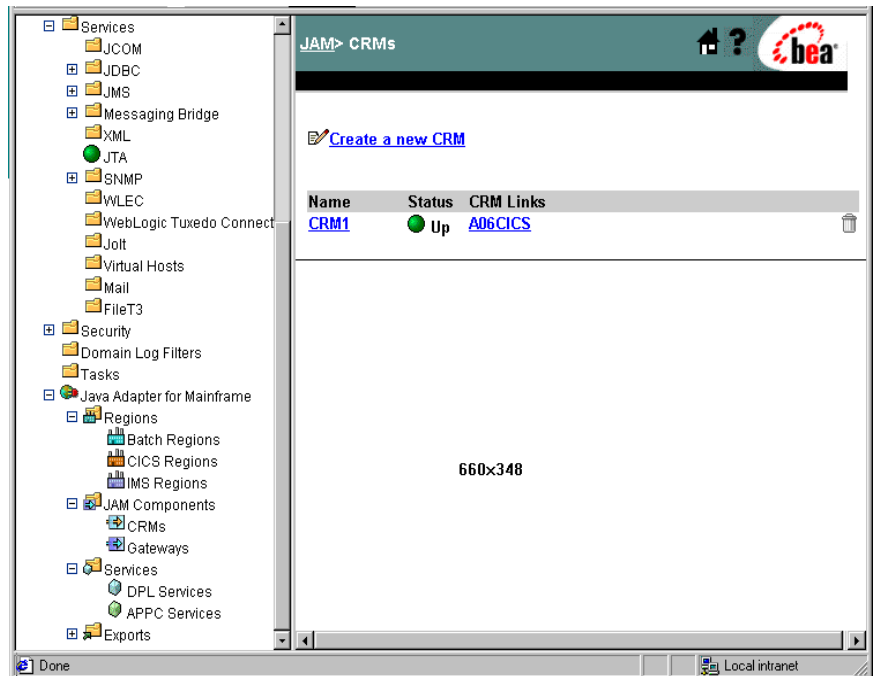 Services
JCOM
JDBC
JMS
Messaging Bridge
XML
JTA
SNMP
WLEC
WebLogic Tuxedo Connect
Jolt
Virtual Hosts
Mail
FileT3
Security
Domain Log Filters
Tasks
Java Adapter for Mainframe
Regions
Batch Regions
CICS Regions
IMS Regions
JAM Components
CRMs
Gateways
Services
DPL Services
APPC Services
Exports
JAM> CRMs
? bea
Create a new CRM
Name Status CRM Links
CRM1 Up A06CICS
660×348
Done
Local intranet